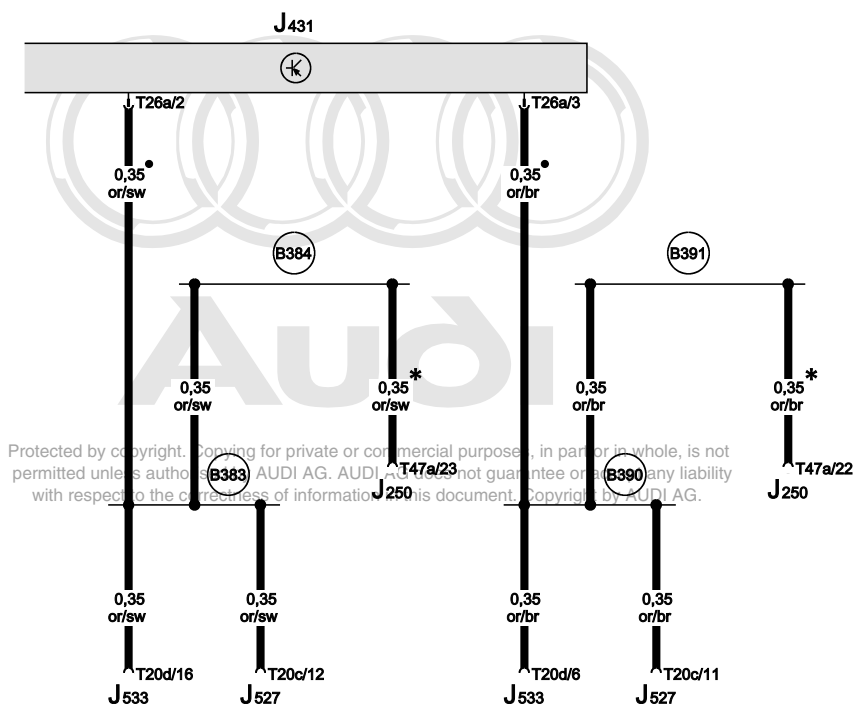 J431
T26a/2
T26a/3
0,35
or/sw
0,35
or/br
B384
B391
Audi
0,35
or/sw
0,35
or/sw
*
0,35
or/br
0,35
or/br
*
Protected by copyright. Copying for private or commercial purposes, in part or in whole, is not
permitted unless authorised by AUDI AG. AUDI AG does not guarantee or accept any liability
with respect to the correctness of information in this document. Copyright by AUDI AG.
B383
T47a/23
J250
B390
T47a/22
J250
0,35
or/sw
0,35
or/sw
0,35
or/br
0,35
or/br
T20d/16
J533
T20c/12
J527
T20d/6
J533
T20c/11
J527